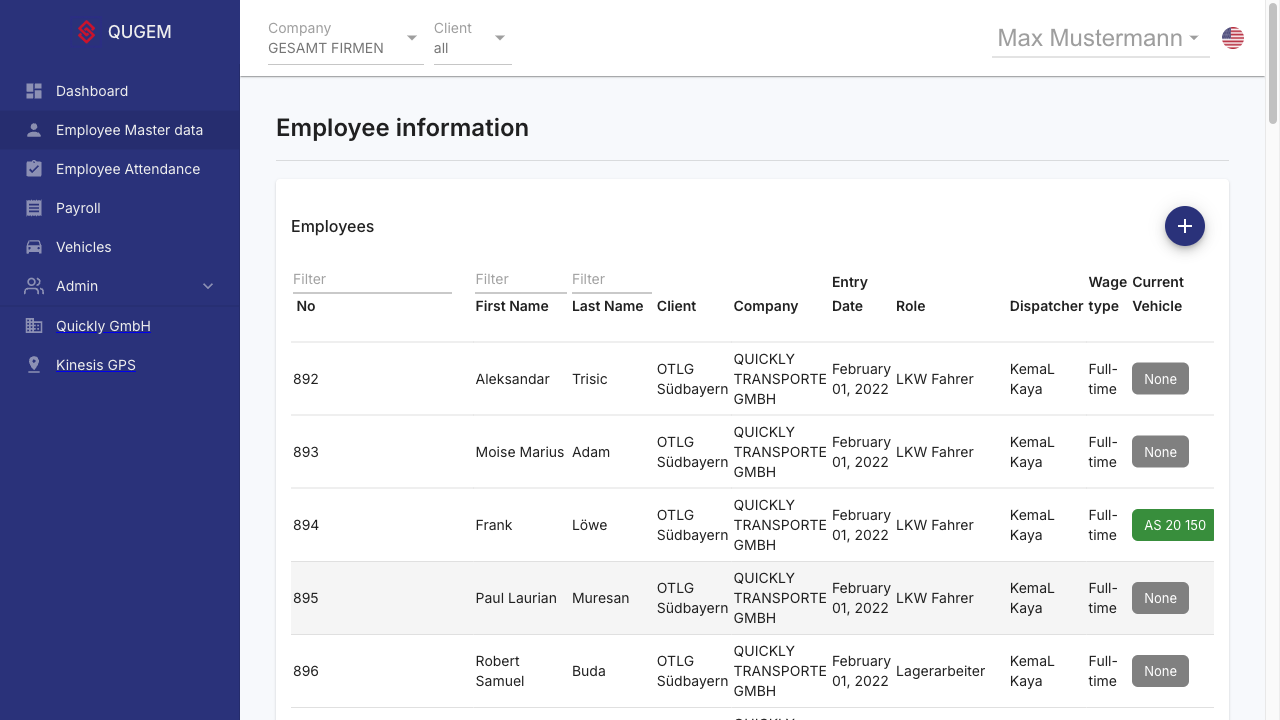 QUGEM
Dashboard
Employee Master data
Employee Attendance
Payroll
Vehicles
Admin
Quickly GmbH
Kinesis GPS
Company
GESAMT FIRMEN
Client
all
Max Mustermann
Employee information
Employees
Filter
Filter
Filter
No
First Name
Last Name
Client
Company
Entry
Date
Role
Dispatcher
Wage
type
Current
Vehicle
892
Aleksandar
Trisic
OTLG
Südbayern
QUICKLY
TRANSPORTE
GMBH
February
01, 2022
LKW Fahrer
KemaL
Kaya
Full-
time
None
893
Moise Marius
Adam
OTLG
Südbayern
QUICKLY
TRANSPORTE
GMBH
February
01, 2022
LKW Fahrer
KemaL
Kaya
Full-
time
None
894
Frank
Löwe
OTLG
Südbayern
QUICKLY
TRANSPORTE
GMBH
February
01, 2022
LKW Fahrer
KemaL
Kaya
Full-
time
AS 20 150
895
Paul Laurian
Muresan
OTLG
Südbayern
QUICKLY
TRANSPORTE
GMBH
February
01, 2022
LKW Fahrer
KemaL
Kaya
Full-
time
None
896
Robert
Samuel
Buda
OTLG
Südbayern
QUICKLY
TRANSPORTE
GMBH
February
01, 2022
Lagerarbeiter
KemaL
Kaya
Full-
time
None